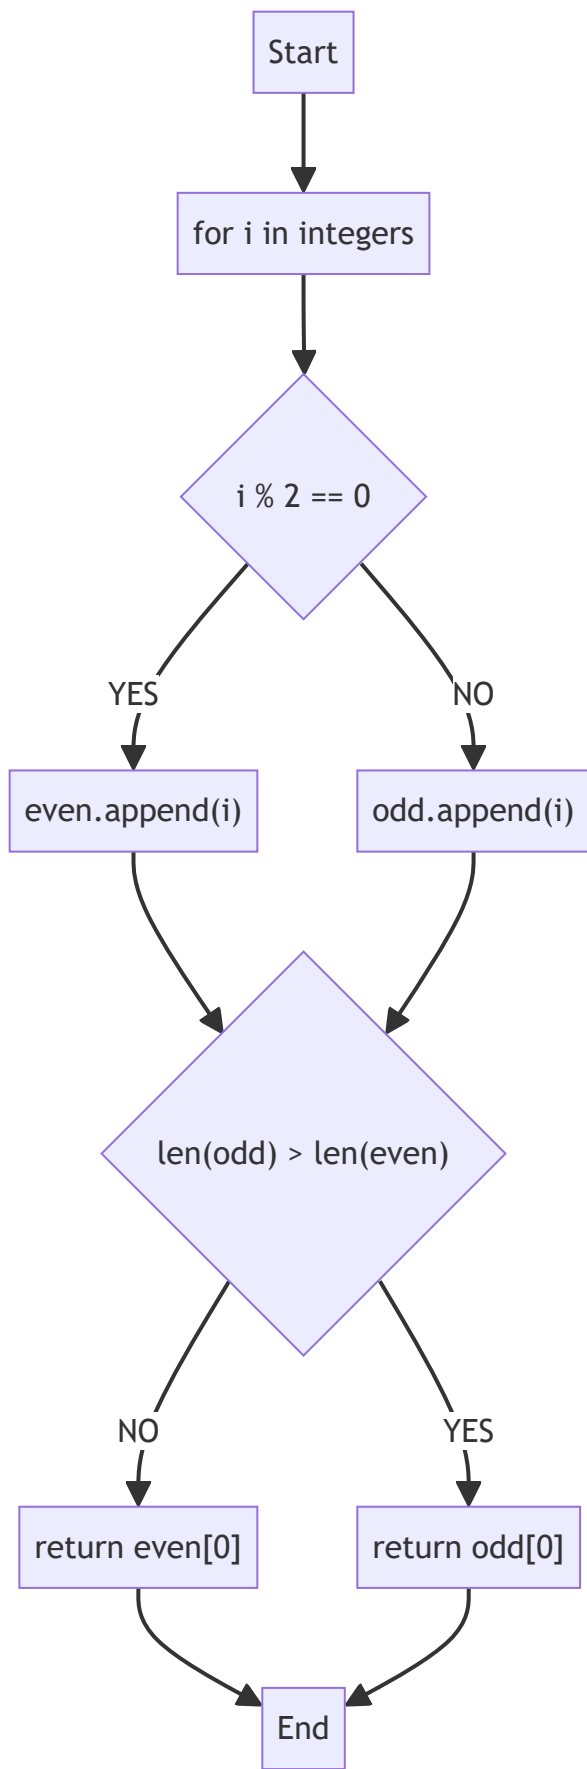 Start
for i in integers
i % 2 == 0
YES
NO
even.append(i)
odd.append(i)
len(odd) > len(even)
NO
YES
return even[0]
return odd[0]
End